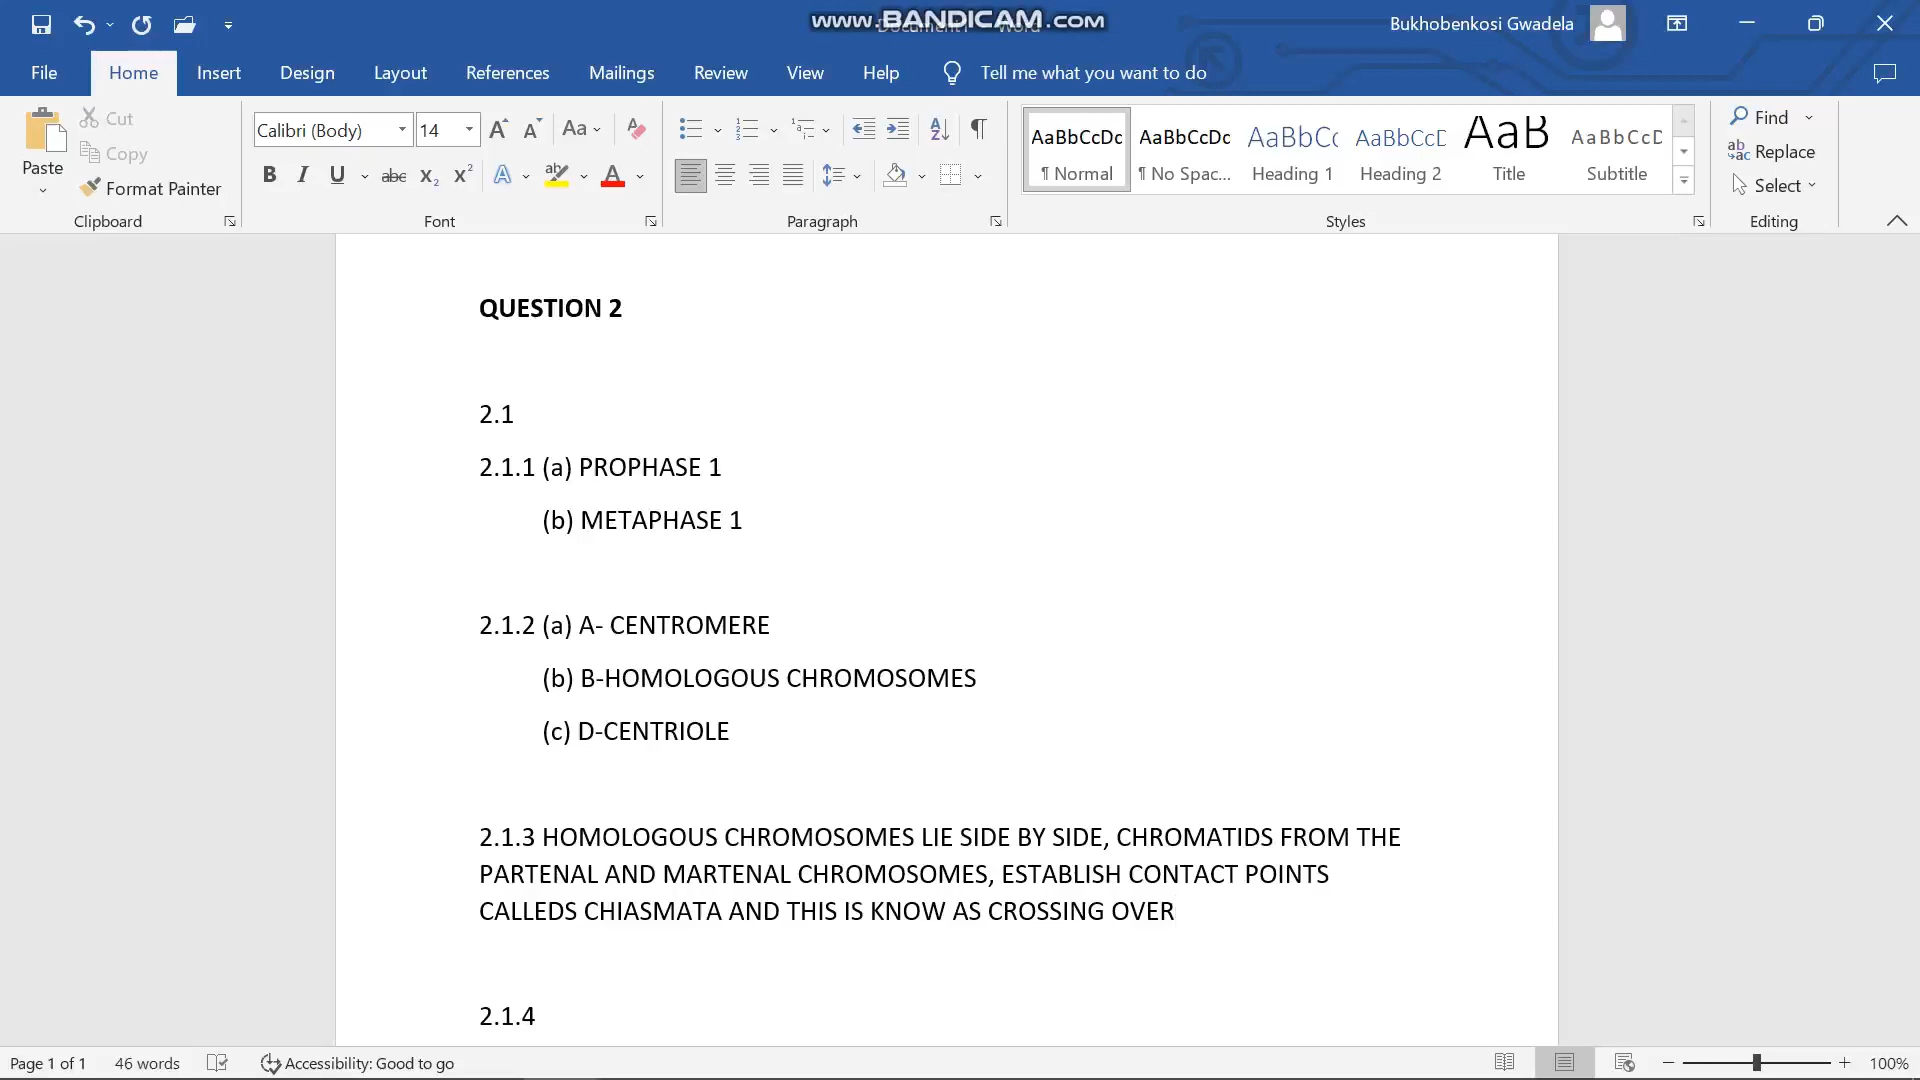 www.BANDICAM.com
Bukhobenkosi Gwadela
File Home Insert Design Layout References Mailings Review View Help Tell me what you want to do
Paste
Cut
Copy
Format Painter
Clipboard
Calibri (Body) 14
Font
Paragraph
AaBbCcDc AaBbCcDc AaBbCc AaBbCcD AaB AaBbCcD
¶ Normal ¶ No Spac... Heading 1 Heading 2 Title Subtitle
Styles
Find
Replace
Select
Editing
QUESTION 2
2.1
2.1.1 (a) PROPHASE 1
(b) METAPHASE 1
2.1.2 (a) A- CENTROMERE
(b) B-HOMOLOGOUS CHROMOSOMES
(c) D-CENTRIOLE
2.1.3 HOMOLOGOUS CHROMOSOMES LIE SIDE BY SIDE, CHROMATIDS FROM THE
PARTENAL AND MARTENAL CHROMOSOMES, ESTABLISH CONTACT POINTS
CALLEDS CHIASMATA AND THIS IS KNOW AS CROSSING OVER
2.1.4
Page 1 of 1 46 words Accessibility: Good to go 100%